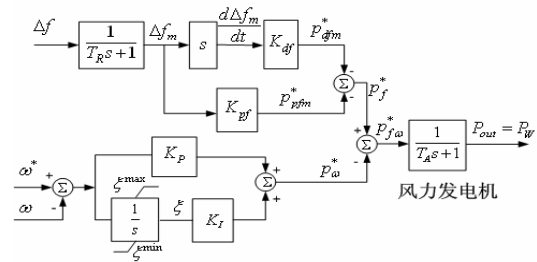 Δf
1
T_R s+1
Δf_m
s
dΔf_m
dt
K_df
p*_dfm
-
Σ
-
p*_f
K_pf
p*_pfm
ω*
+
Σ
ω
-
K_P
ξ^max
1
s
ξ^min
ξ
K_I
+
Σ
+
p*_ω
+
Σ
-
p*_fω
1
T_A s+1
P_out = P_W
风力发电机